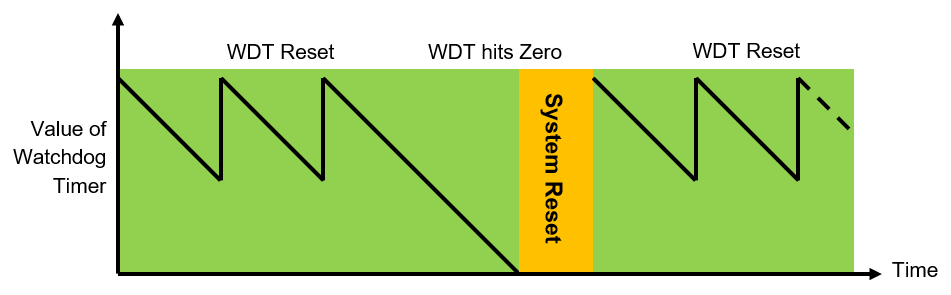 WDT Reset
WDT hits Zero
WDT Reset
Value of
Watchdog
Timer
System Reset
Time